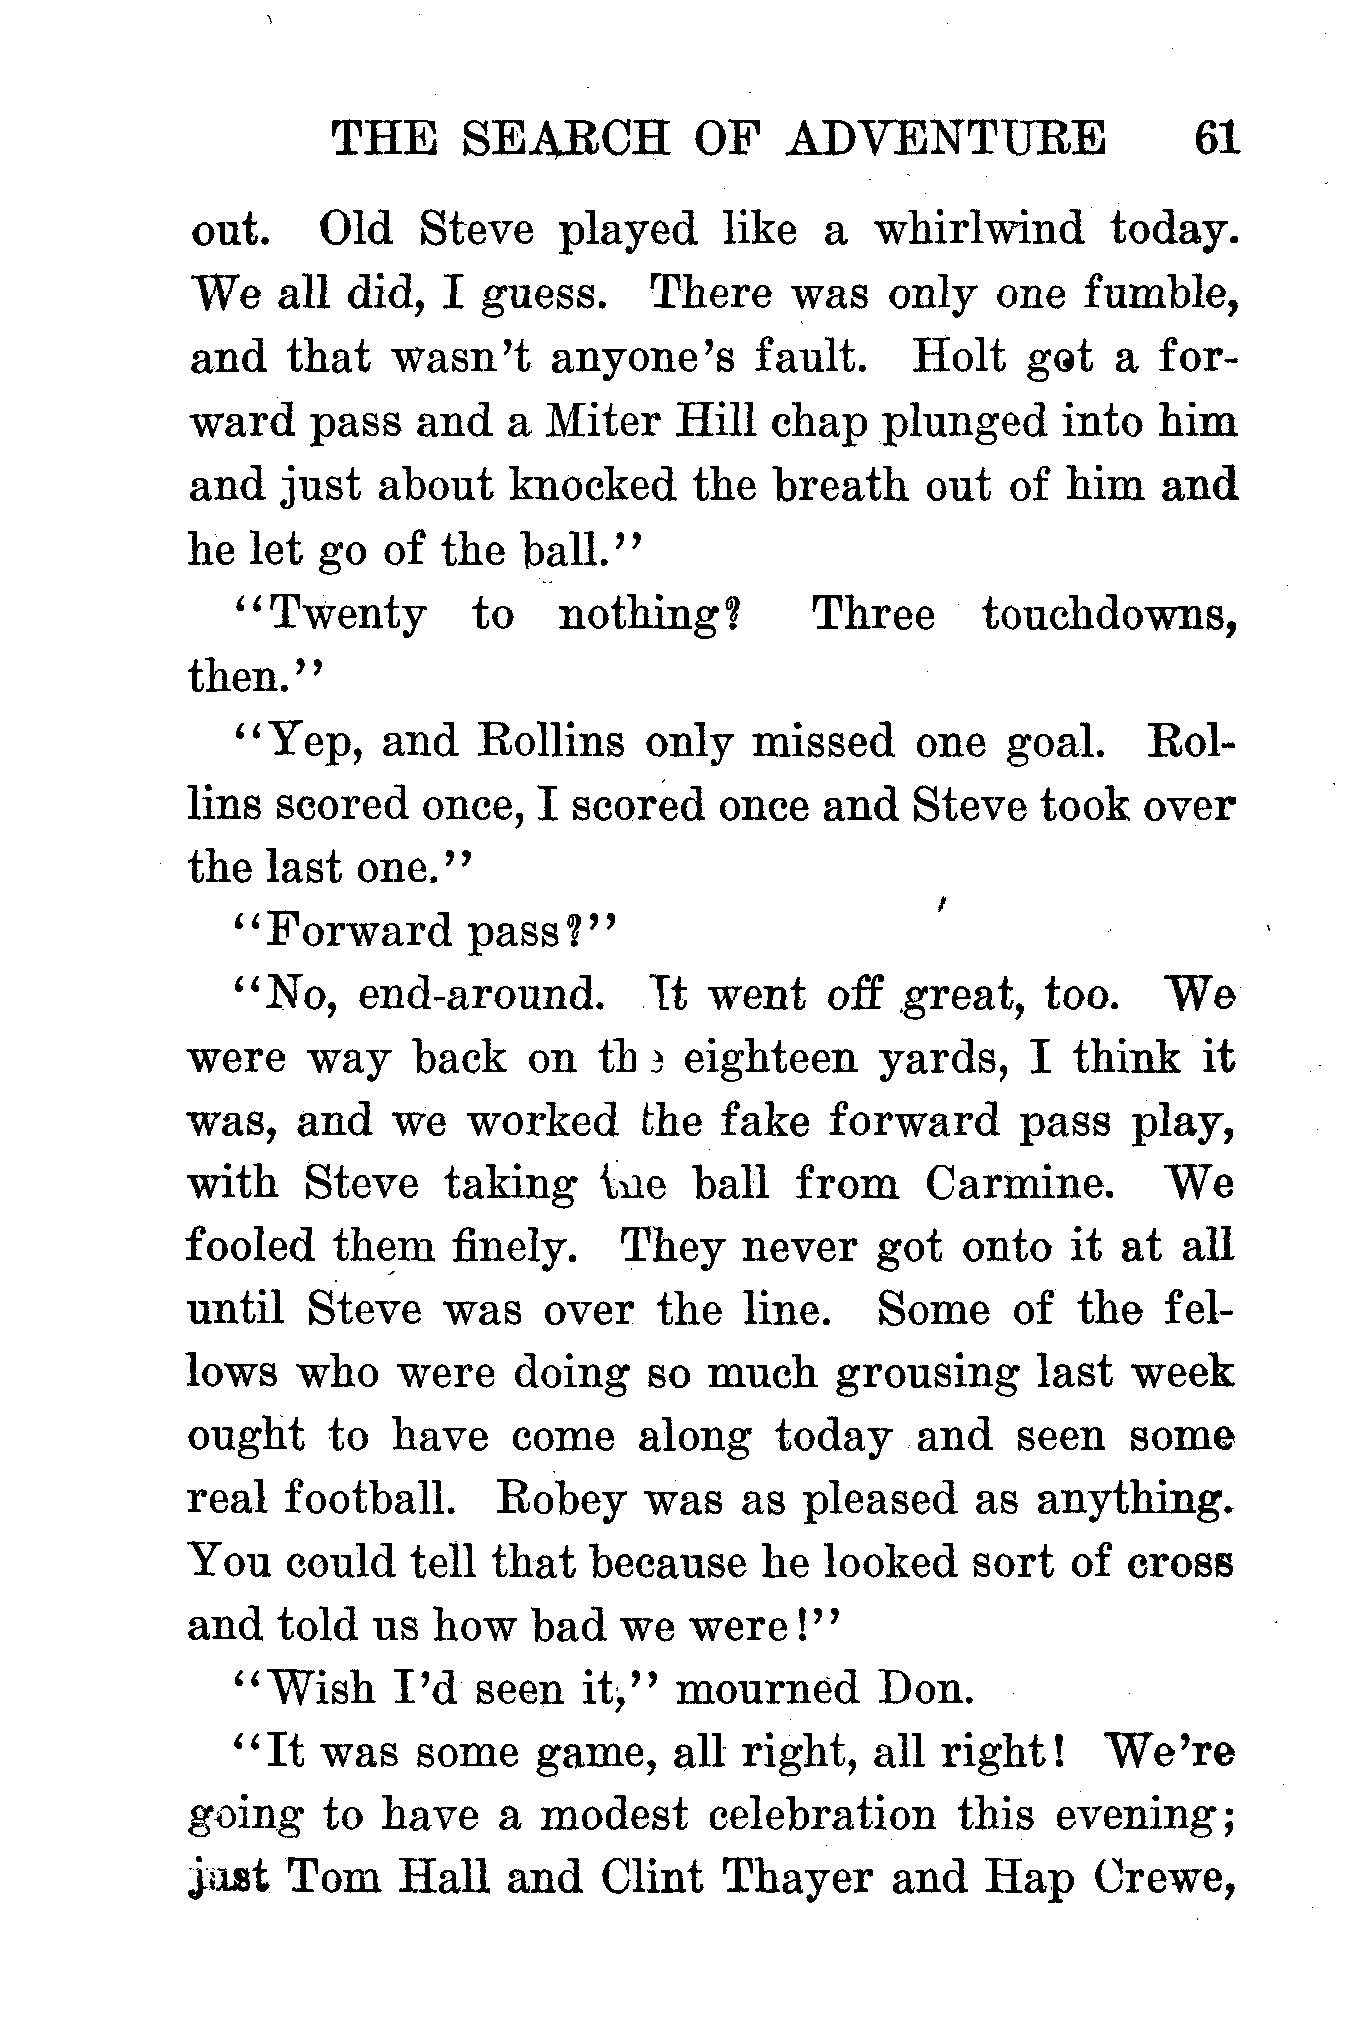 THE SEARCH OF ADVENTURE 61
out. Old Steve played like a whirlwind today.
We all did, I guess. There was only one fumble,
and that wasn't anyone's fault. Holt got a for-
ward pass and a Miter Hill chap plunged into him
and just about knocked the breath out of him and
he let go of the ball."
"Twenty to nothing? Three touchdowns,
then."
"Yep, and Rollins only missed one goal. Rol-
lins scored once, I scored once and Steve took over
the last one."
"Forward pass?"
"No, end-around. It went off great, too. We
were way back on the eighteen yards, I think it
was, and we worked the fake forward pass play,
with Steve taking the ball from Carmine. We
fooled them finely. They never got onto it at all
until Steve was over the line. Some of the fel-
lows who were doing so much grousing last week
ought to have come along today and seen some
real football. Robey was as pleased as anything.
You could tell that because he looked sort of cross
and told us how bad we were!"
"Wish I'd seen it," mourned Don.
"It was some game, all right, all right! We're
going to have a modest celebration this evening;
just Tom Hall and Clint Thayer and Hap Crewe,